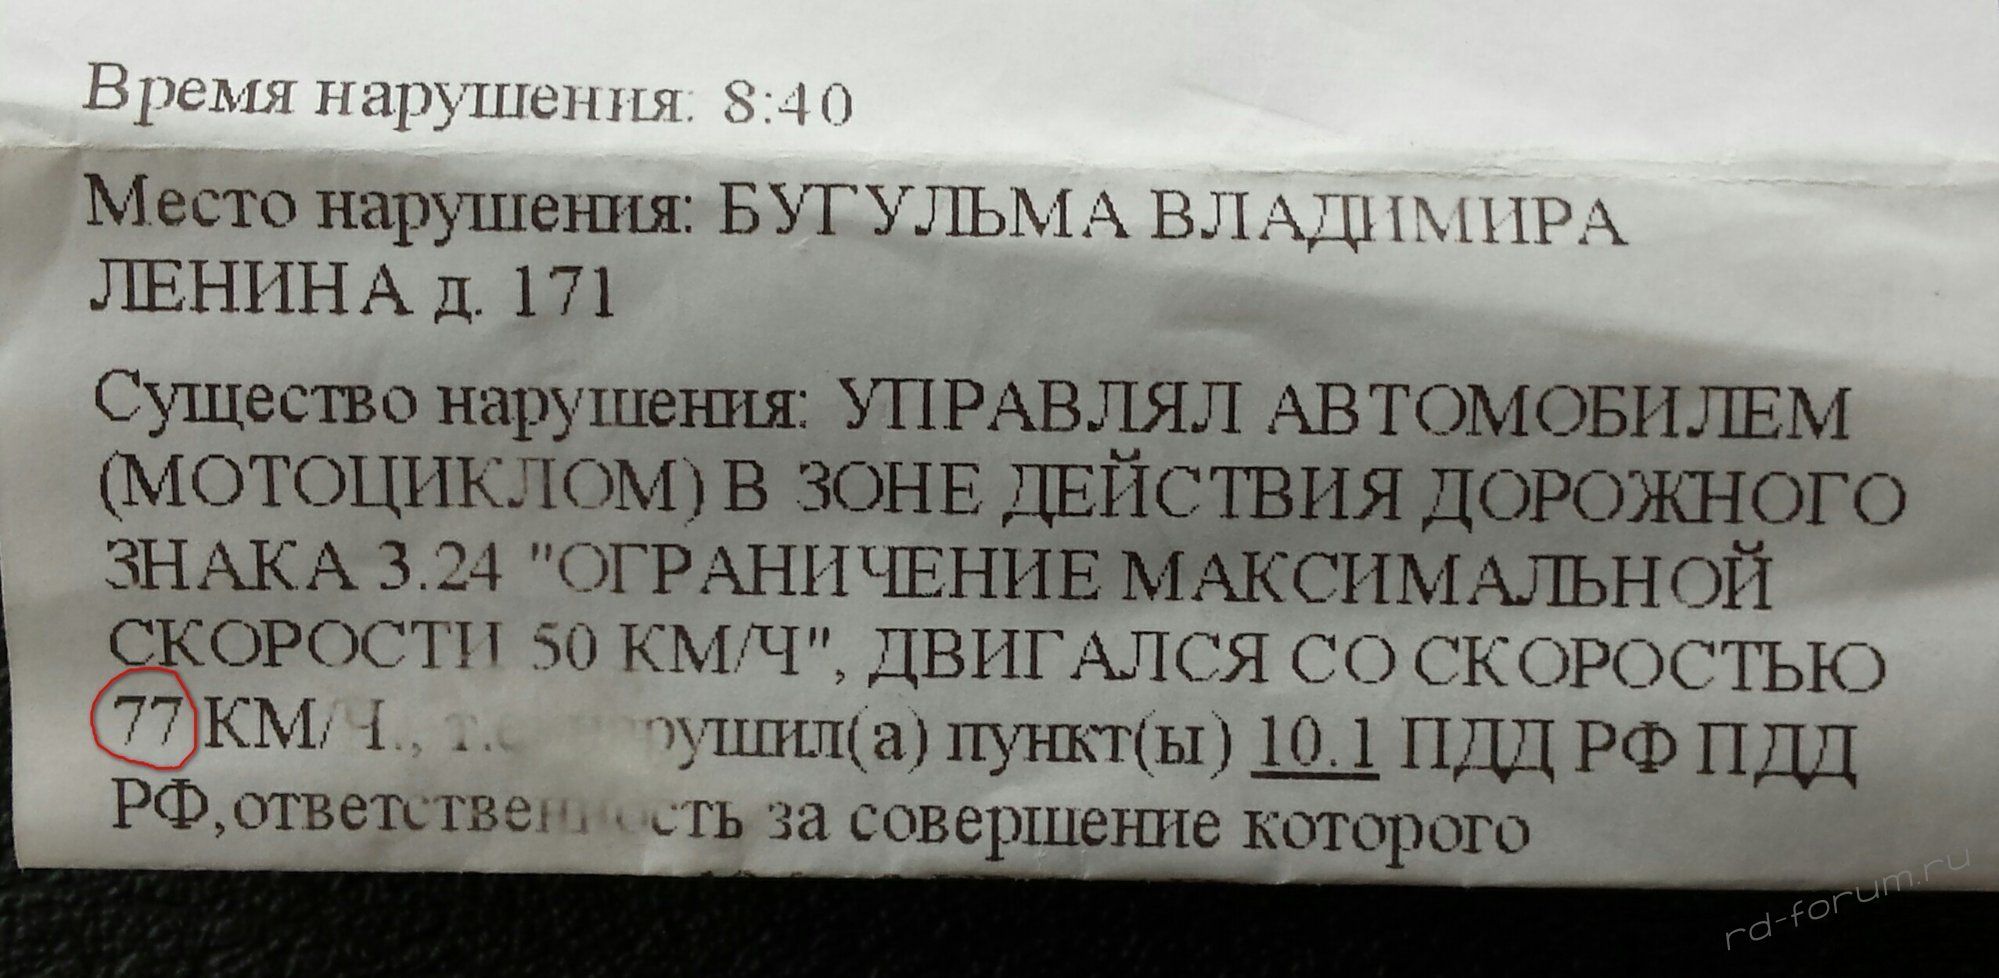 Время нарушения: 8:40
Место нарушения: БУГУЛЬМА ВЛАДИМИРА
ЛЕНИНА д. 171
Существо нарушения: УПРАВЛЯЛ АВТОМОБИЛЕМ
(МОТОЦИКЛОМ) В ЗОНЕ ДЕЙСТВИЯ ДОРОЖНОГО
ЗНАКА 3.24 "ОГРАНИЧЕНИЕ МАКСИМАЛЬНОЙ
СКОРОСТИ 50 КМ/Ч", ДВИГАЛСЯ СО СКОРОСТЬЮ
77 КМ/Ч., т.е. нарушил(а) пункт(ы) 10.1 ПДД РФ ПДД
РФ,ответственность за совершение которого
rd-forum.ru